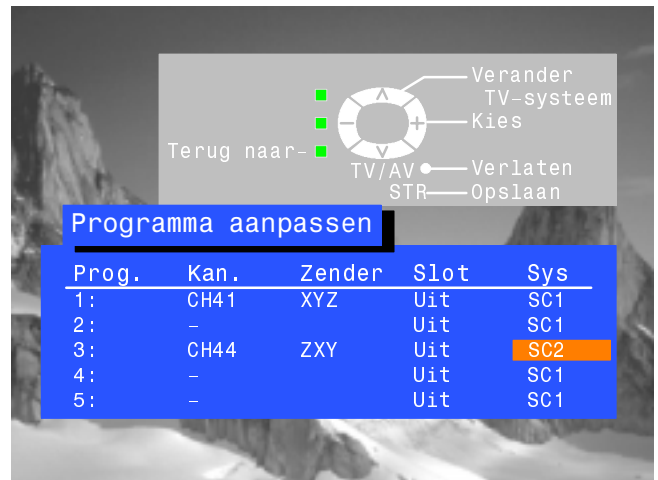 Verander
TV-systeem
Kies
Terug naar-
TV/AV Verlaten
STR Opslaan
Programma aanpassen
Prog. Kan. Zender Slot Sys
1: CH41 XYZ Uit SC1
2: – Uit SC1
3: CH44 ZXY Uit SC2
4: – Uit SC1
5: – Uit SC1